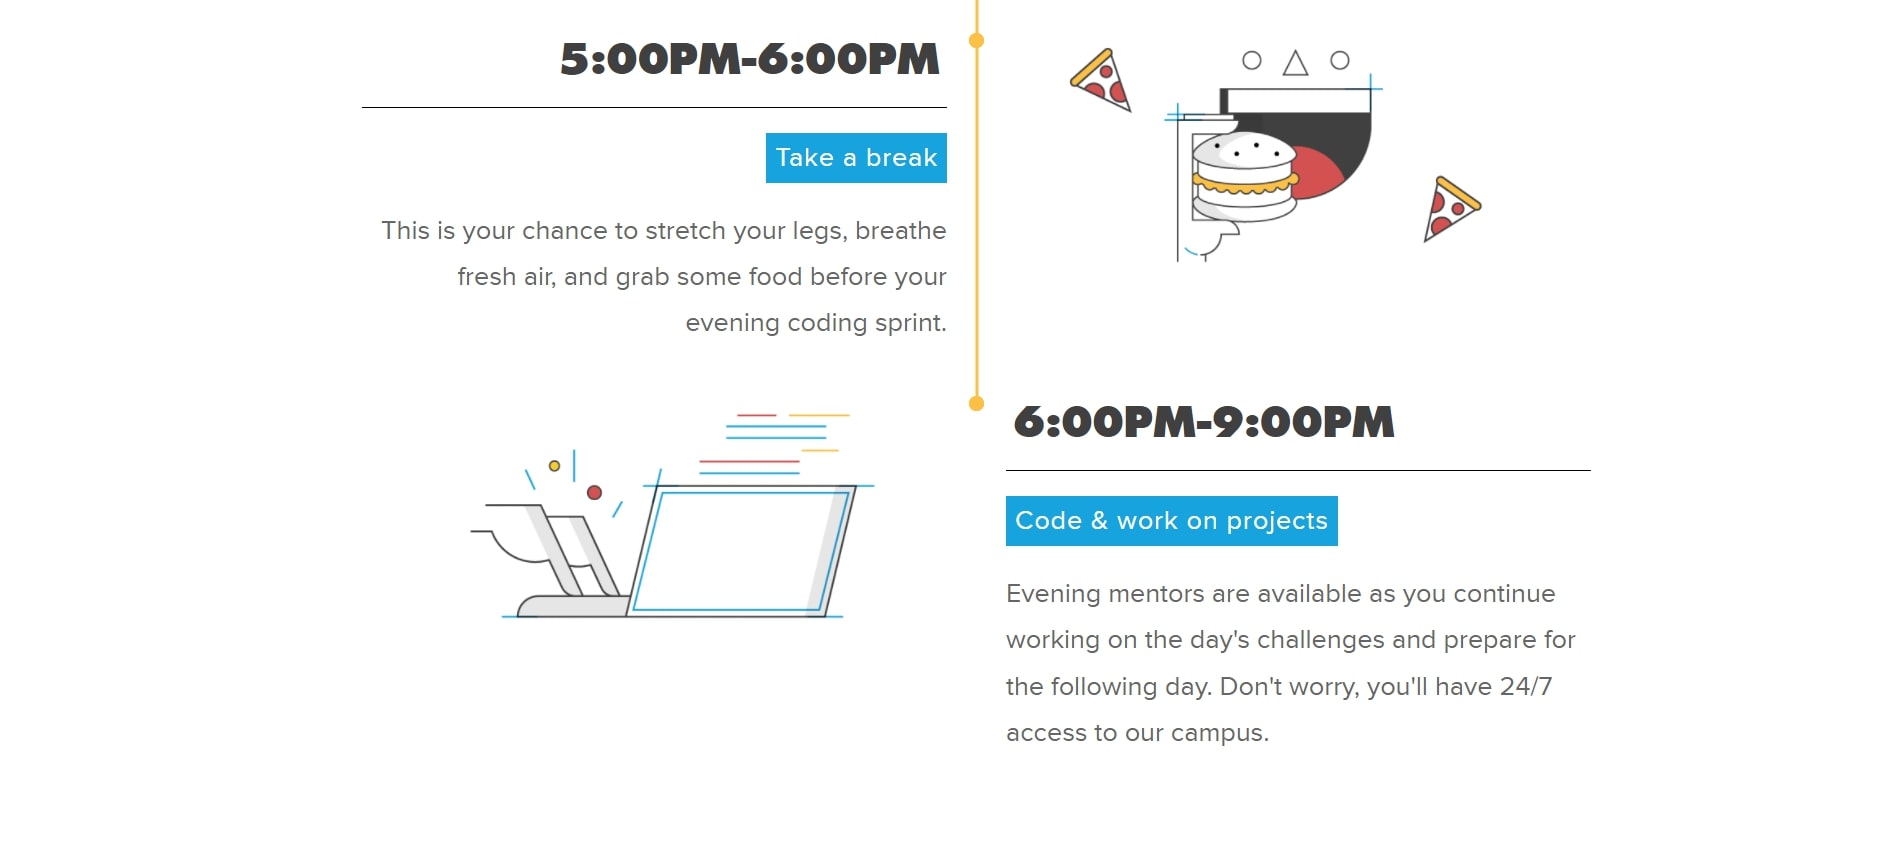 5:00PM-6:00PM
Take a break
This is your chance to stretch your legs, breathe
fresh air, and grab some food before your
evening coding sprint.
6:00PM-9:00PM
Code & work on projects
Evening mentors are available as you continue
working on the day's challenges and prepare for
the following day. Don't worry, you'll have 24/7
access to our campus.